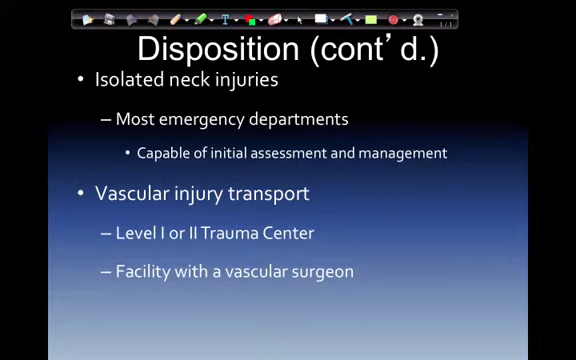 Disposition (cont'd.)
• Isolated neck injuries
– Most emergency departments
• Capable of initial assessment and management
• Vascular injury transport
– Level I or II Trauma Center
– Facility with a vascular surgeon